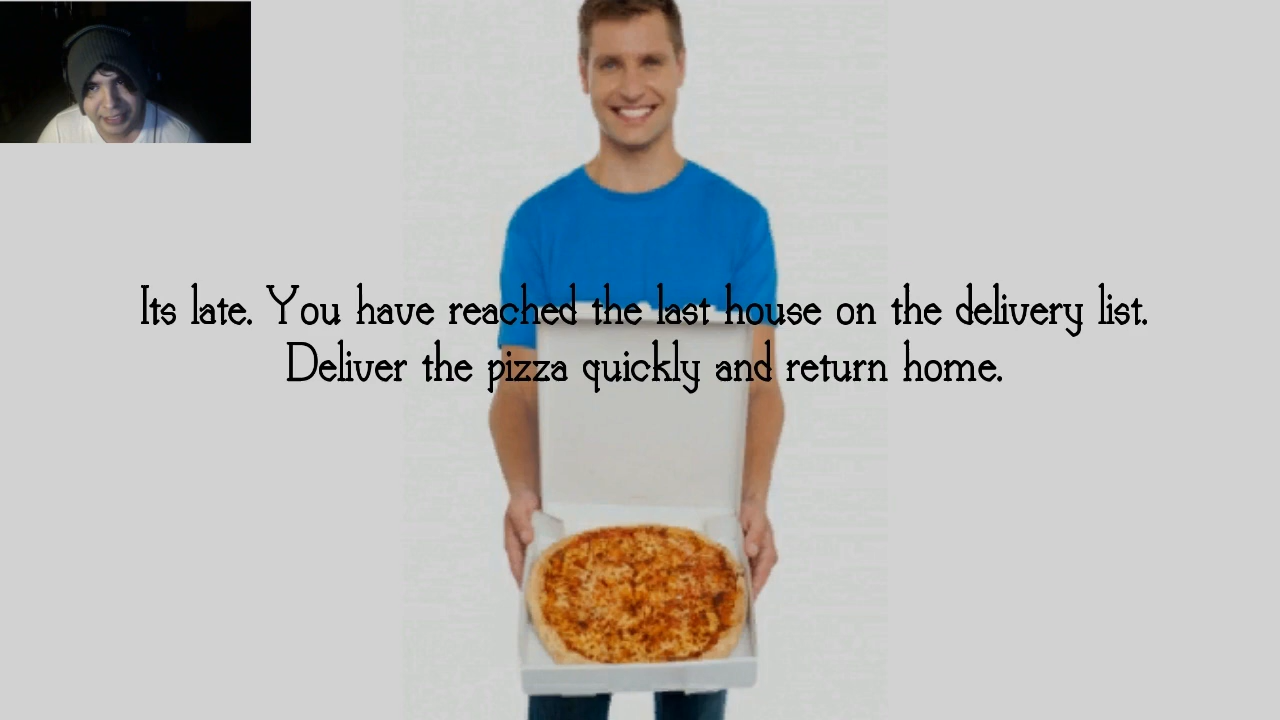 Its late. You have reached the last house on the delivery list.
Deliver the pizza quickly and return home.